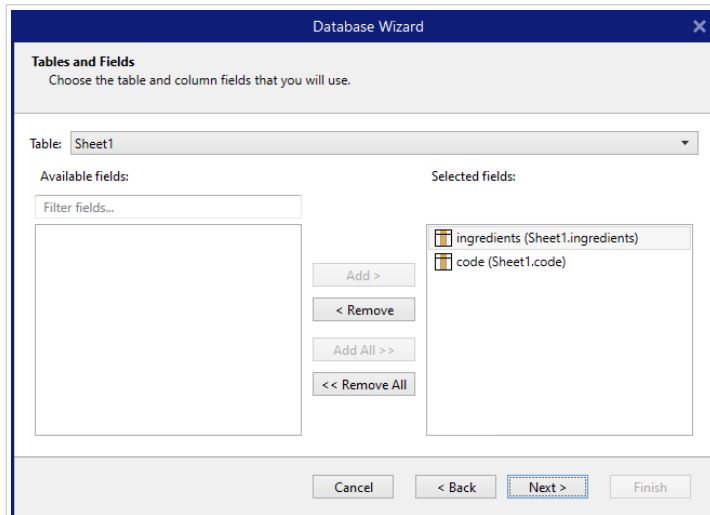 Database Wizard
Tables and Fields
Choose the table and column fields that you will use.
Table: Sheet1
Available fields:
Selected fields:
Filter fields...
ingredients (Sheet1.ingredients)
code (Sheet1.code)
Add >
< Remove
Add All >>
<< Remove All
Cancel < Back Next > Finish